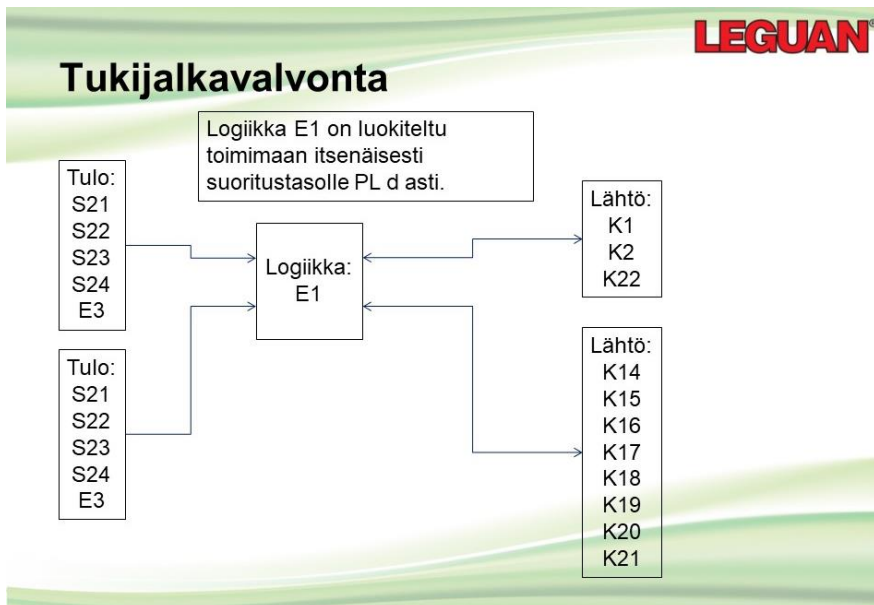 LEGUAN®
Tukijalkavalvonta
Logiikka E1 on luokiteltu
toimimaan itsenäisesti
suoritustasolle PL d asti.
Tulo:
S21
S22
S23
S24
E3
Tulo:
S21
S22
S23
S24
E3
Logiikka:
E1
Lähtö:
K1
K2
K22
Lähtö:
K14
K15
K16
K17
K18
K19
K20
K21